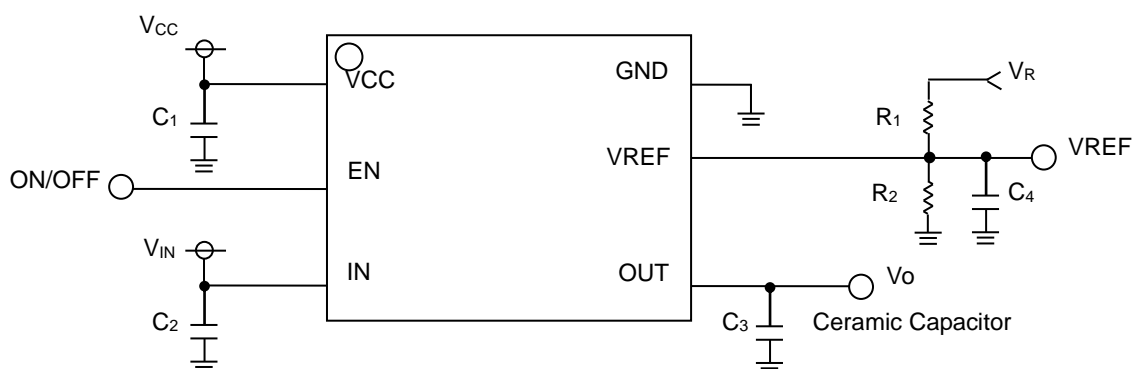 VCC
VCC
C1
EN
ON/OFF
VIN
IN
C2
GND
VR
R1
VREF
VREF
R2
C4
OUT
Vo
C3
Ceramic Capacitor